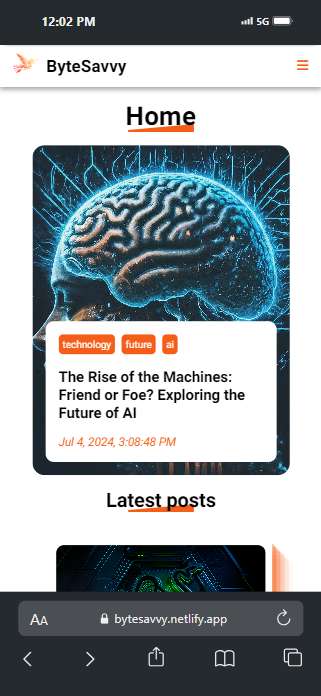 12:02 PM
5G
ByteSavvy
Home
technology future ai
The Rise of the Machines:
Friend or Foe? Exploring the
Future of AI
Jul 4, 2024, 3:08:48 PM
Latest posts
AA
bytesavvy.netlify.app